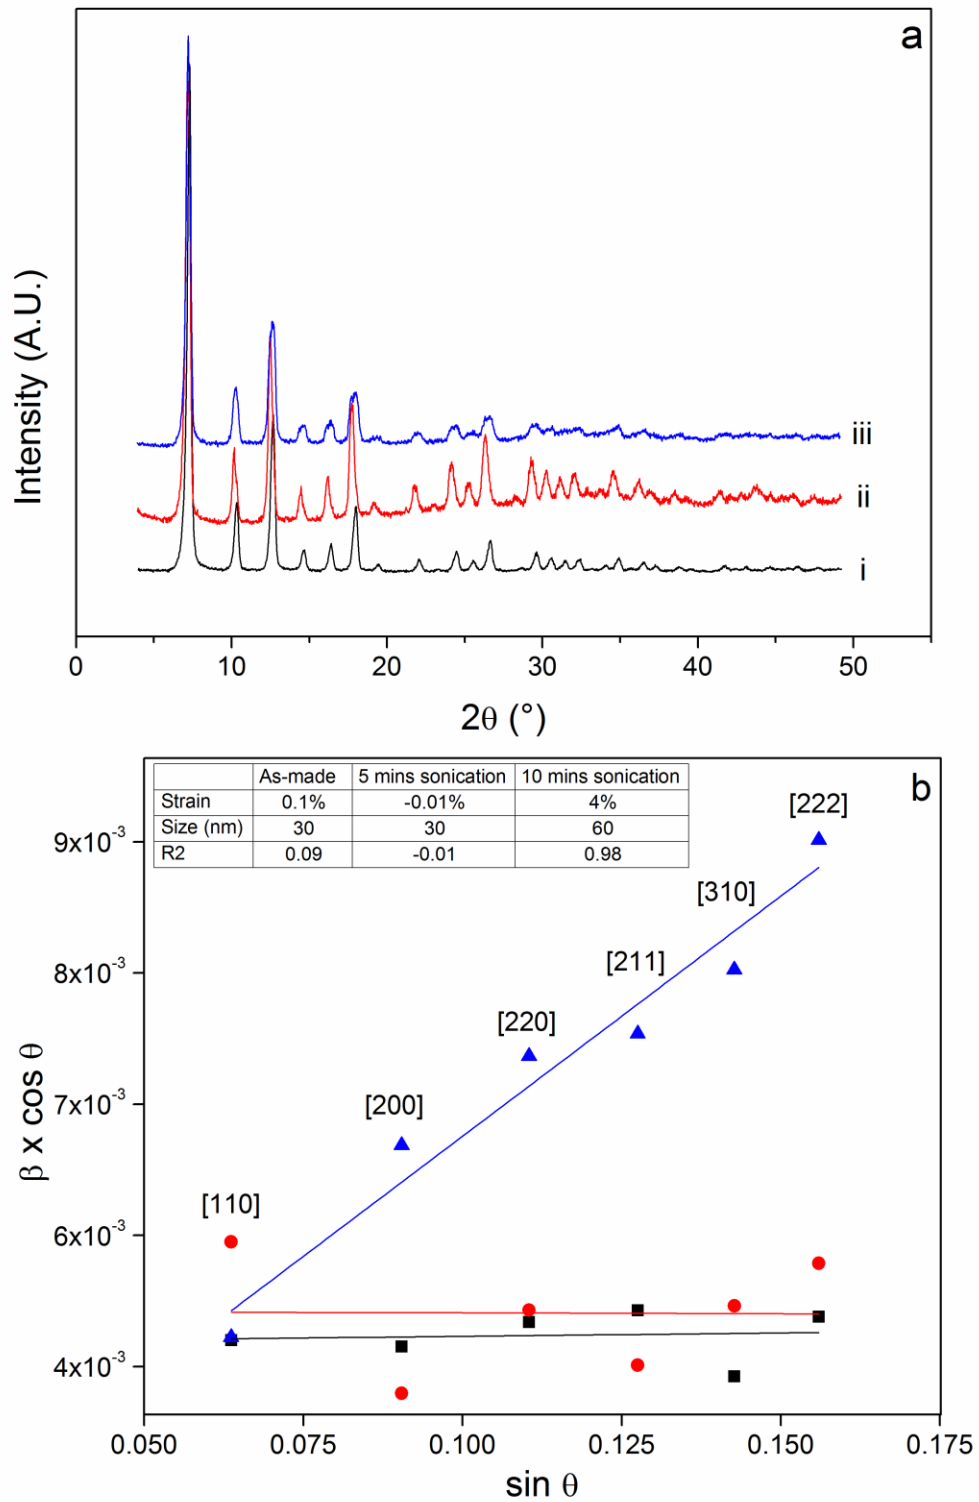 a
Intensity (A.U.)
iii
ii
i
0 10 20 30 40 50
2θ (°)
b
As-made 5 mins sonication 10 mins sonication
Strain 0.1% -0.01% 4%
Size (nm) 30 30 60
R2 0.09 -0.01 0.98
[222]
9x10⁻³
[310]
8x10⁻³
[211]
[220]
7x10⁻³
[200]
β x cos θ
[110]
6x10⁻³
4x10⁻³
0.050 0.075 0.100 0.125 0.150 0.175
sin θ